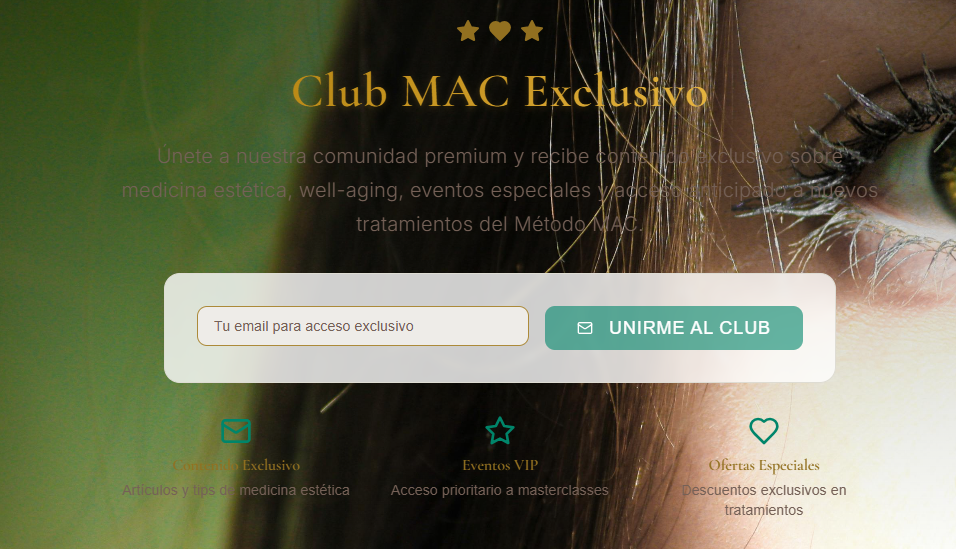 Club MAC Exclusivo
Únete a nuestra comunidad premium y recibe contenido exclusivo sobre
medicina estética, well-aging, eventos especiales y acceso anticipado a nuevos
tratamientos del Método MAC.
Tu email para acceso exclusivo
UNIRME AL CLUB
Contenido Exclusivo
Artículos y tips de medicina estética
Eventos VIP
Acceso prioritario a masterclasses
Ofertas Especiales
Descuentos exclusivos en
tratamientos